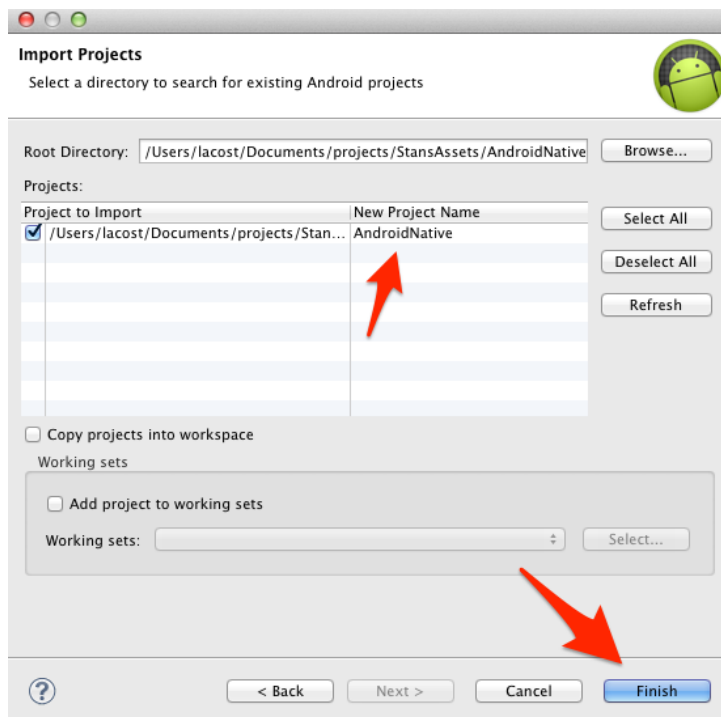 Import Projects
Select a directory to search for existing Android projects
Root Directory: /Users/lacost/Documents/projects/StansAssets/AndroidNative Browse...
Projects:
Project to Import New Project Name
/Users/lacost/Documents/projects/Stan... AndroidNative
Select All
Deselect All
Refresh
Copy projects into workspace
Working sets
Add project to working sets
Working sets: Select...
? < Back Next > Cancel Finish